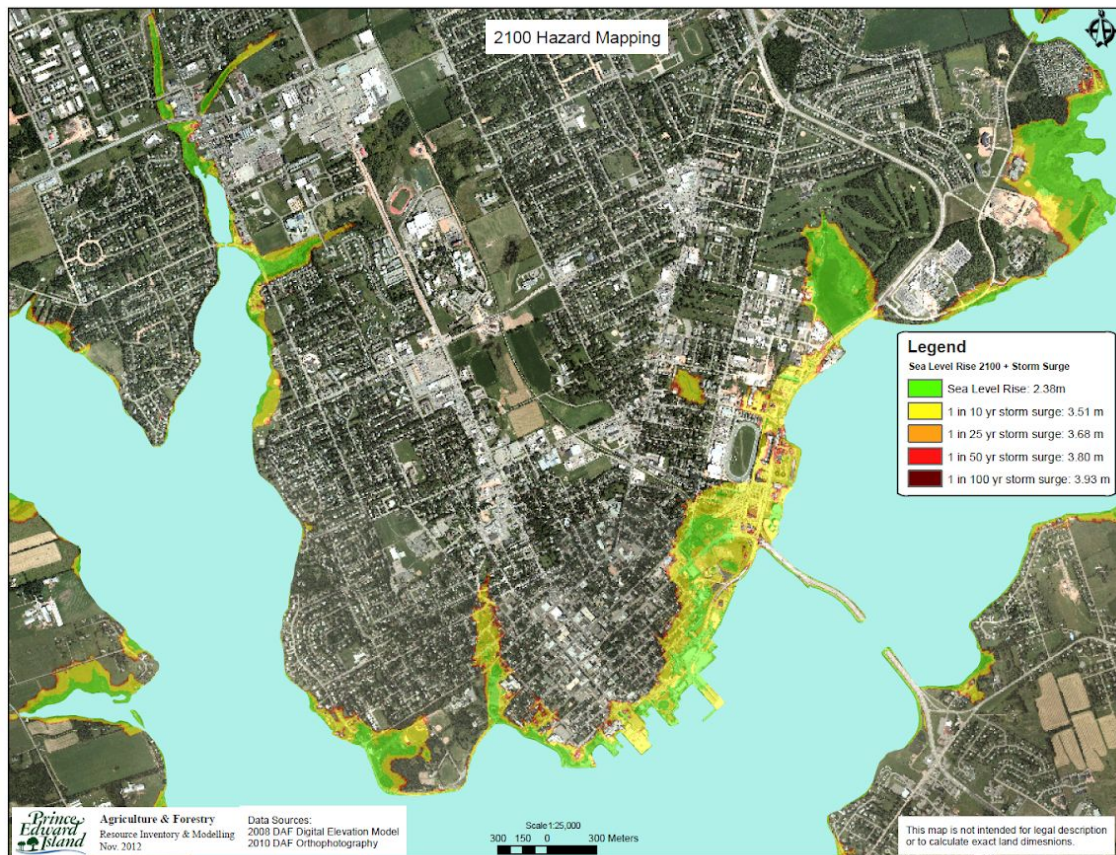 2100 Hazard Mapping
Legend
Sea Level Rise 2100 + Storm Surge
Sea Level Rise: 2.38m
1 in 10 yr storm surge: 3.51 m
1 in 25 yr storm surge: 3.68 m
1 in 50 yr storm surge: 3.80 m
1 in 100 yr storm surge: 3.93 m
Prince
Edward
Island
Agriculture & Forestry
Resource Inventory & Modelling
Nov. 2012
Data Sources:
2008 DAF Digital Elevation Model
2010 DAF Orthophotography
Scale1:25,000
300 150 0 300 Meters
This map is not intended for legal description
or to calculate exact land dimesnions.